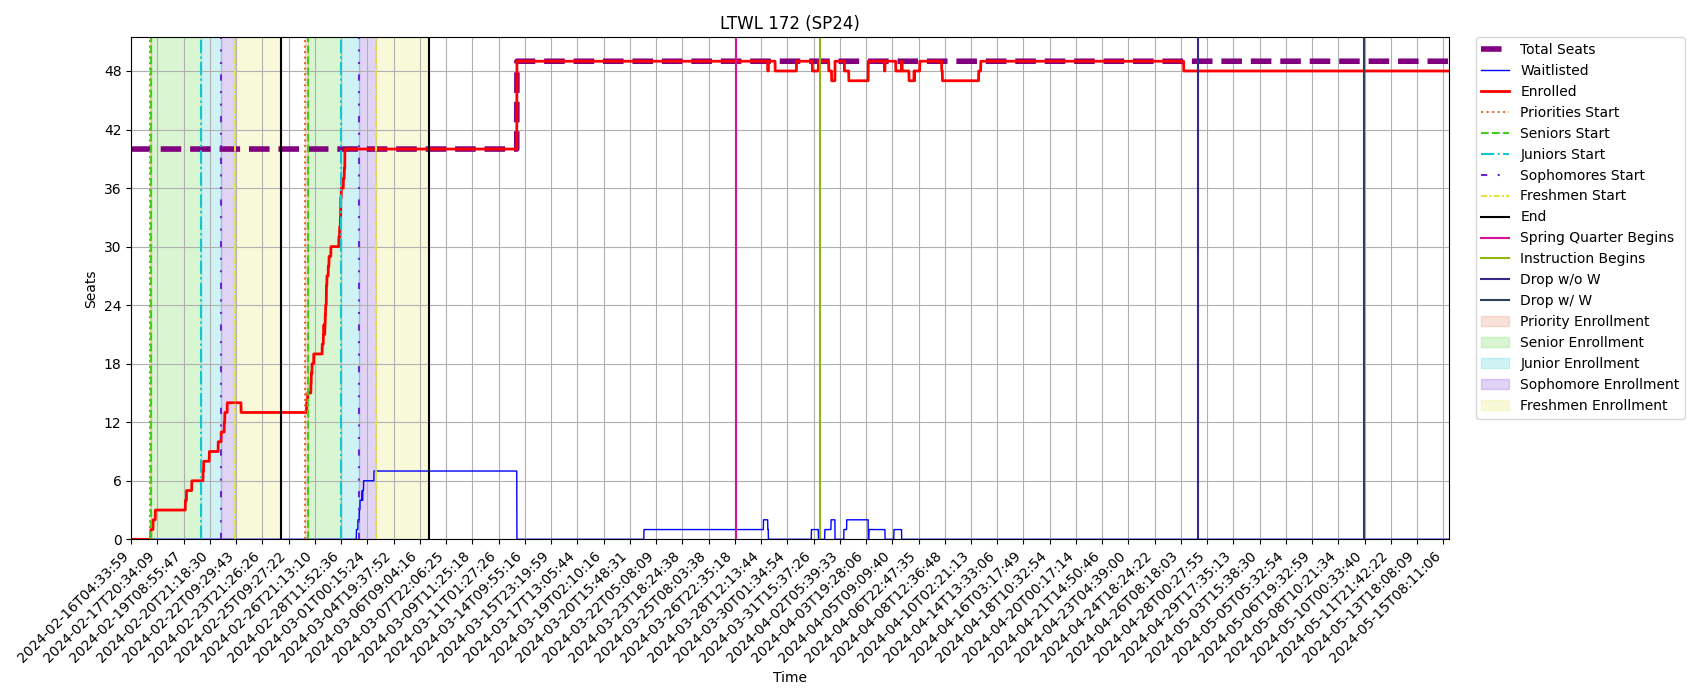 LTWL 172 (SP24)
Seats
48
42
36
30
24
18
12
6
0
2024-02-16T04:33:59
2024-02-17T20:34:09
2024-02-19T08:55:47
2024-02-20T21:18:30
2024-02-22T09:29:43
2024-02-23T21:26:26
2024-02-25T09:27:22
2024-02-26T21:13:10
2024-02-28T11:52:36
2024-03-01T00:15:24
2024-03-04T19:37:52
2024-03-06T09:04:16
2024-03-07T22:06:25
2024-03-09T11:25:18
2024-03-11T01:27:26
2024-03-14T09:55:16
2024-03-15T23:19:59
2024-03-17T13:05:44
2024-03-19T02:10:16
2024-03-20T15:48:31
2024-03-22T05:08:09
2024-03-23T18:24:38
2024-03-25T08:03:38
2024-03-26T22:35:18
2024-03-28T12:13:44
2024-03-30T01:34:54
2024-03-31T15:37:26
2024-04-02T05:39:33
2024-04-03T19:28:06
2024-04-05T09:09:40
2024-04-06T22:47:35
2024-04-08T12:36:48
2024-04-10T02:21:13
2024-04-14T13:33:06
2024-04-16T03:17:49
2024-04-18T10:32:54
2024-04-20T00:17:14
2024-04-21T14:50:46
2024-04-23T04:39:00
2024-04-24T18:24:22
2024-04-26T08:18:03
2024-04-28T00:27:55
2024-04-29T17:35:13
2024-05-03T15:38:30
2024-05-05T05:32:54
2024-05-06T19:32:59
2024-05-08T10:21:34
2024-05-10T00:33:40
2024-05-11T21:42:22
2024-05-13T18:08:09
2024-05-15T08:11:06
Time
Total Seats
Waitlisted
Enrolled
Priorities Start
Seniors Start
Juniors Start
Sophomores Start
Freshmen Start
End
Spring Quarter Begins
Instruction Begins
Drop w/o W
Drop w/ W
Priority Enrollment
Senior Enrollment
Junior Enrollment
Sophomore Enrollment
Freshmen Enrollment